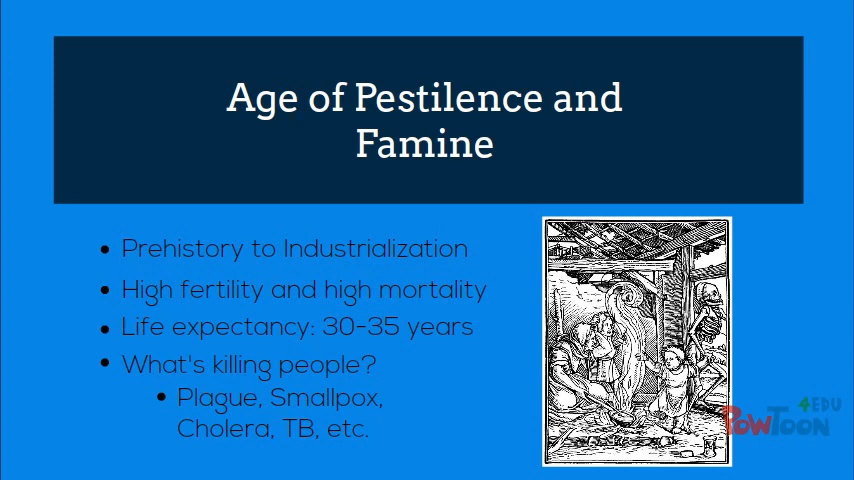 Age of Pestilence and
Famine
Prehistory to Industrialization
High fertility and high mortality
Life expectancy: 30-35 years
What's killing people?
Plague, Smallpox,
Cholera, TB, etc.
4EDU
PowToon